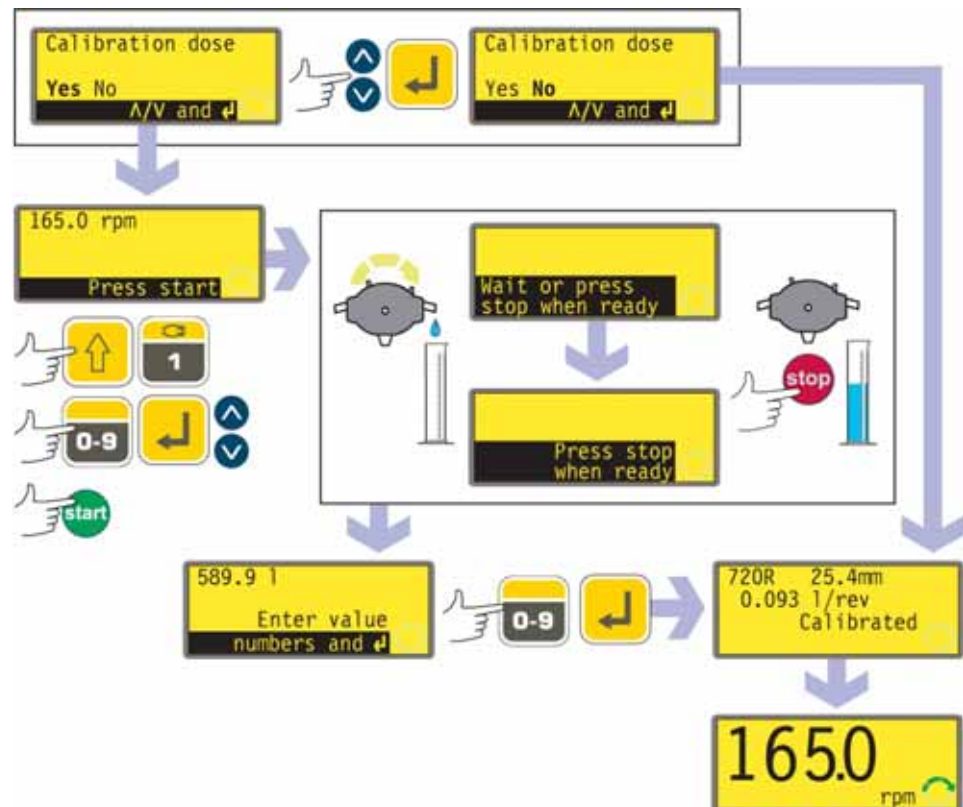 Calibration dose
Yes No
Λ/V and ↵
Calibration dose
Yes No
Λ/V and ↵
165.0 rpm
Press start
1
0-9
start
Wait or press
stop when ready
Press stop
when ready
stop
589.9 l
Enter value
numbers and ↵
0-9
720R 25.4mm
0.093 l/rev
Calibrated
165.0
rpm